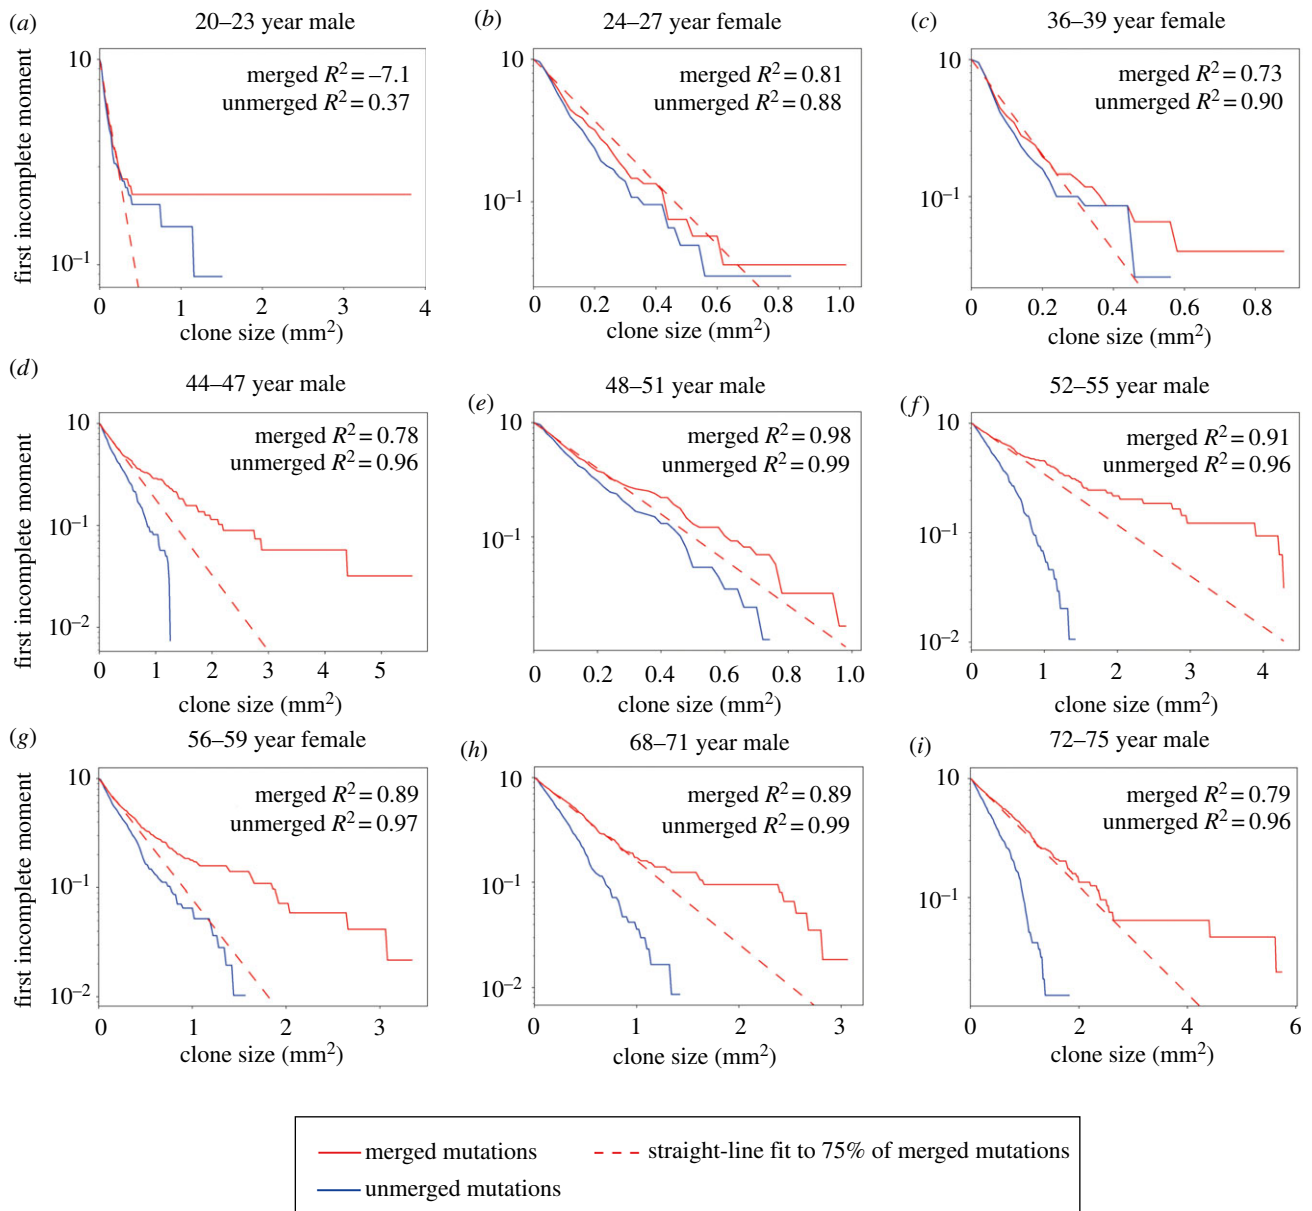 (a) 20–23 year male
merged R² = –7.1
unmerged R² = 0.37
first incomplete moment
10
10⁻¹
0 1 2 3 4
clone size (mm²)
(b) 24–27 year female
merged R² = 0.81
unmerged R² = 0.88
10
10⁻¹
0 0.2 0.4 0.6 0.8 1.0
clone size (mm²)
(c) 36–39 year female
merged R² = 0.73
unmerged R² = 0.90
10
10⁻¹
0 0.2 0.4 0.6 0.8
clone size (mm²)
(d) 44–47 year male
merged R² = 0.78
unmerged R² = 0.96
first incomplete moment
10
10⁻¹
10⁻²
0 1 2 3 4 5
clone size (mm²)
(e) 48–51 year male
merged R² = 0.98
unmerged R² = 0.99
10
10⁻¹
0 0.2 0.4 0.6 0.8 1.0
clone size (mm²)
(f) 52–55 year male
merged R² = 0.91
unmerged R² = 0.96
10
10⁻¹
10⁻²
0 1 2 3 4
clone size (mm²)
(g) 56–59 year female
merged R² = 0.89
unmerged R² = 0.97
first incomplete moment
10
10⁻¹
10⁻²
0 1 2 3
clone size (mm²)
(h) 68–71 year male
merged R² = 0.89
unmerged R² = 0.99
10
10⁻¹
10⁻²
0 1 2 3
clone size (mm²)
(i) 72–75 year male
merged R² = 0.79
unmerged R² = 0.96
10
10⁻¹
0 2 4 6
clone size (mm²)
merged mutations
straight-line fit to 75% of merged mutations
unmerged mutations